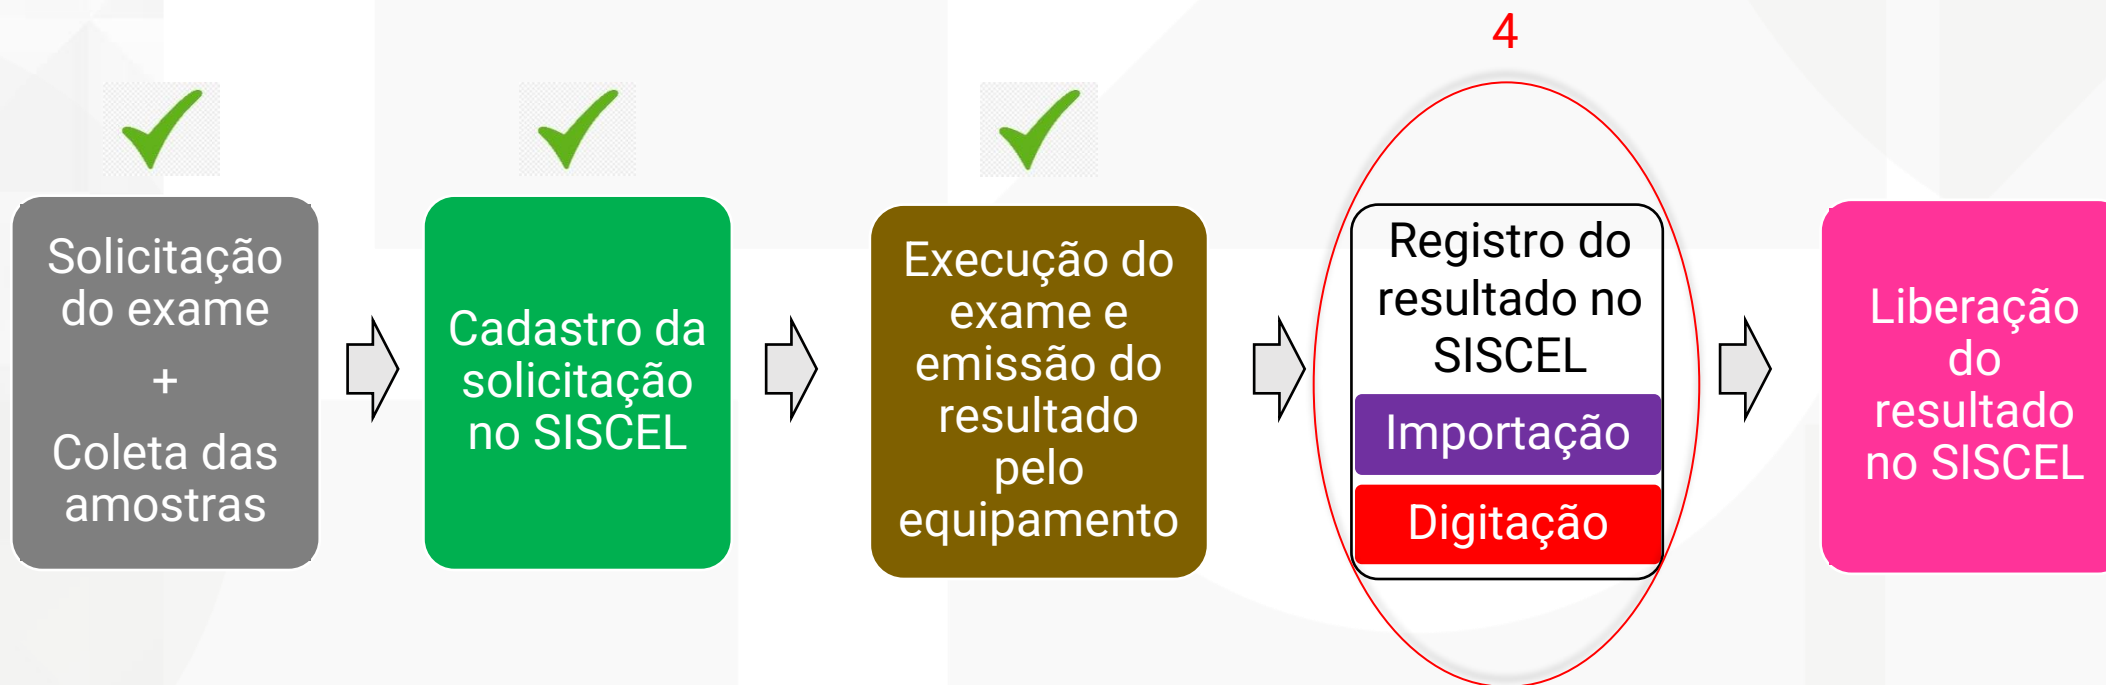 4
Solicitação
do exame
+
Coleta das
amostras
Cadastro da
solicitação
no SISCEL
Execução do
exame e
emissão do
resultado
pelo
equipamento
Registro do
resultado no
SISCEL
Importação
Digitação
Liberação
do
resultado
no SISCEL